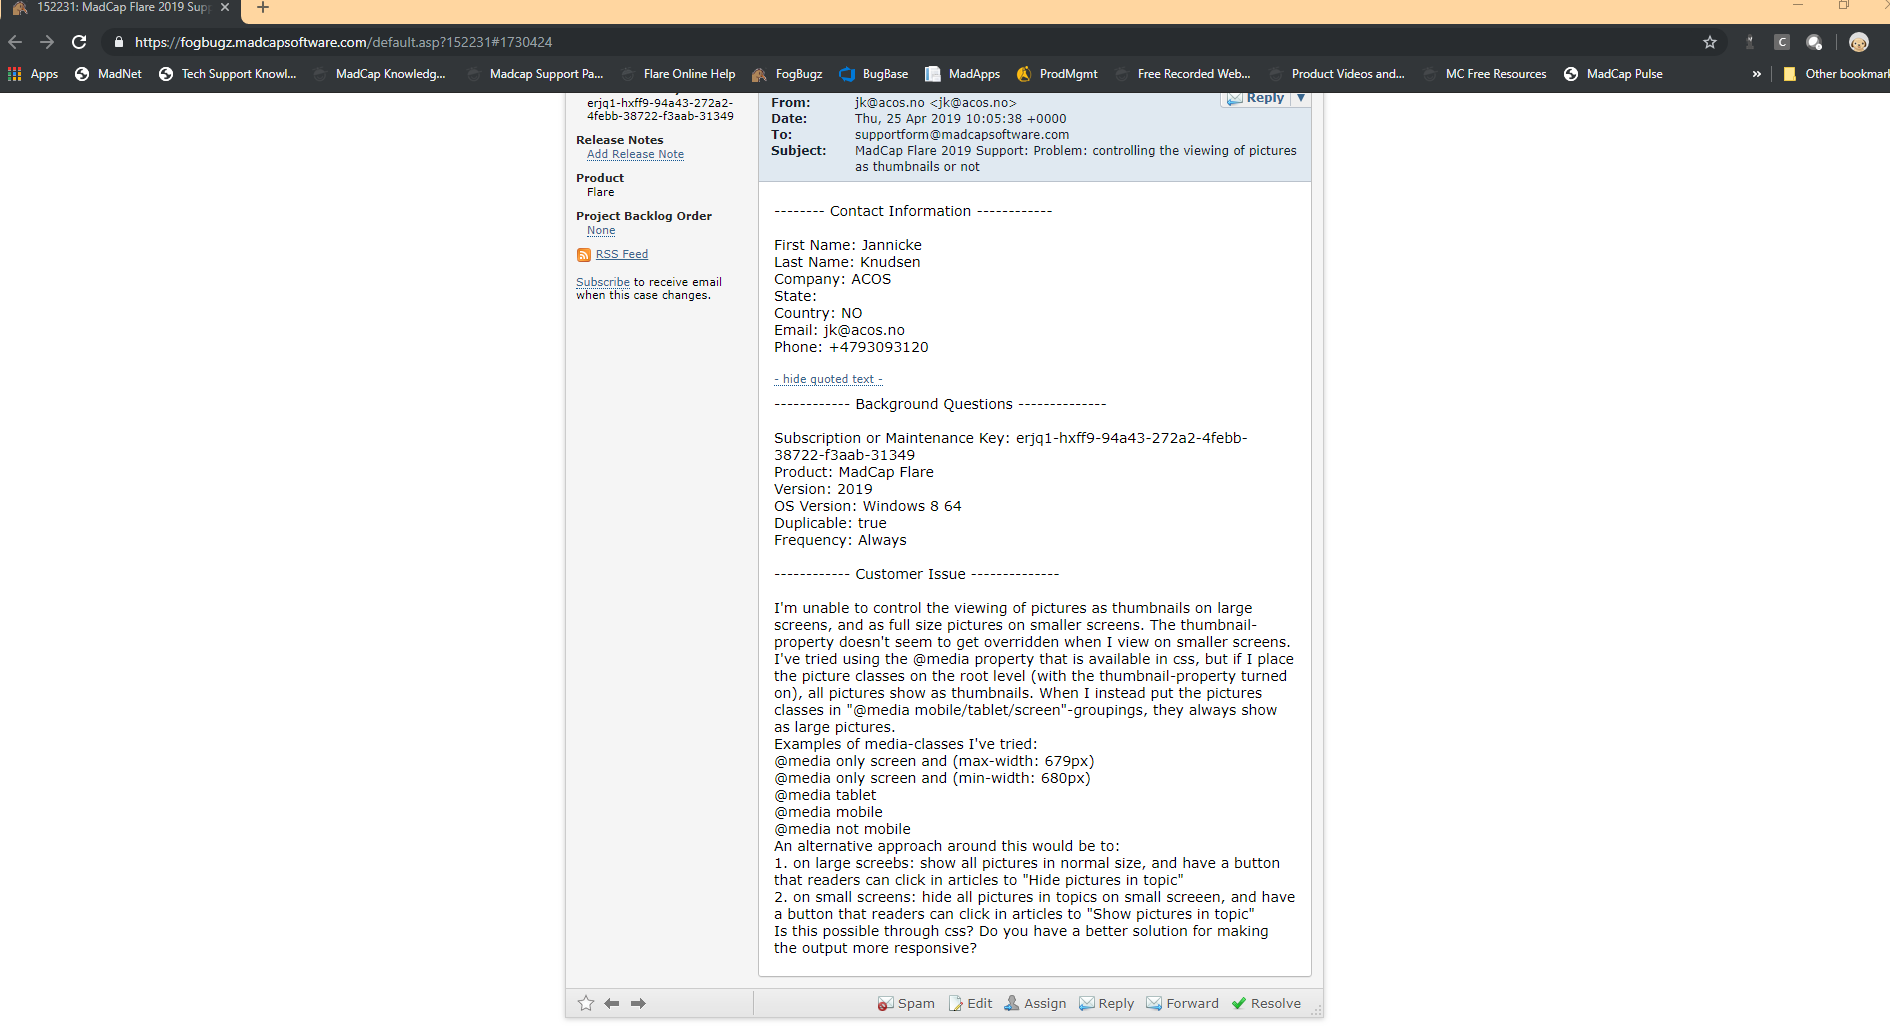 152231: MadCap Flare 2019 Sup
https://fogbugz.madcapsoftware.com/default.asp?152231#1730424
Apps MadNet Tech Support Knowl... MadCap Knowledg... Madcap Support Pa... Flare Online Help FogBugz BugBase MadApps ProdMgmt Free Recorded Web... Product Videos and... MC Free Resources MadCap Pulse » Other bookmar
erjq1-hxff9-94a43-272a2-
4febb-38722-f3aab-31349
Release Notes
Add Release Note
Product
Flare
Project Backlog Order
None
RSS Feed
Subscribe to receive email
when this case changes.
Reply
From: jk@acos.no <jk@acos.no>
Date: Thu, 25 Apr 2019 10:05:38 +0000
To: supportform@madcapsoftware.com
Subject: MadCap Flare 2019 Support: Problem: controlling the viewing of pictures
as thumbnails or not
-------- Contact Information ------------
First Name: Jannicke
Last Name: Knudsen
Company: ACOS
State:
Country: NO
Email: jk@acos.no
Phone: +4793093120
- hide quoted text -
------------ Background Questions --------------
Subscription or Maintenance Key: erjq1-hxff9-94a43-272a2-4febb-
38722-f3aab-31349
Product: MadCap Flare
Version: 2019
OS Version: Windows 8 64
Duplicable: true
Frequency: Always
------------ Customer Issue --------------
I'm unable to control the viewing of pictures as thumbnails on large
screens, and as full size pictures on smaller screens. The thumbnail-
property doesn't seem to get overridden when I view on smaller screens.
I've tried using the @media property that is available in css, but if I place
the picture classes on the root level (with the thumbnail-property turned
on), all pictures show as thumbnails. When I instead put the pictures
classes in "@media mobile/tablet/screen"-groupings, they always show
as large pictures.
Examples of media-classes I've tried:
@media only screen and (max-width: 679px)
@media only screen and (min-width: 680px)
@media tablet
@media mobile
@media not mobile
An alternative approach around this would be to:
1. on large screebs: show all pictures in normal size, and have a button
that readers can click in articles to "Hide pictures in topic"
2. on small screens: hide all pictures in topics on small screeen, and have
a button that readers can click in articles to "Show pictures in topic"
Is this possible through css? Do you have a better solution for making
the output more responsive?
Spam Edit Assign Reply Forward Resolve